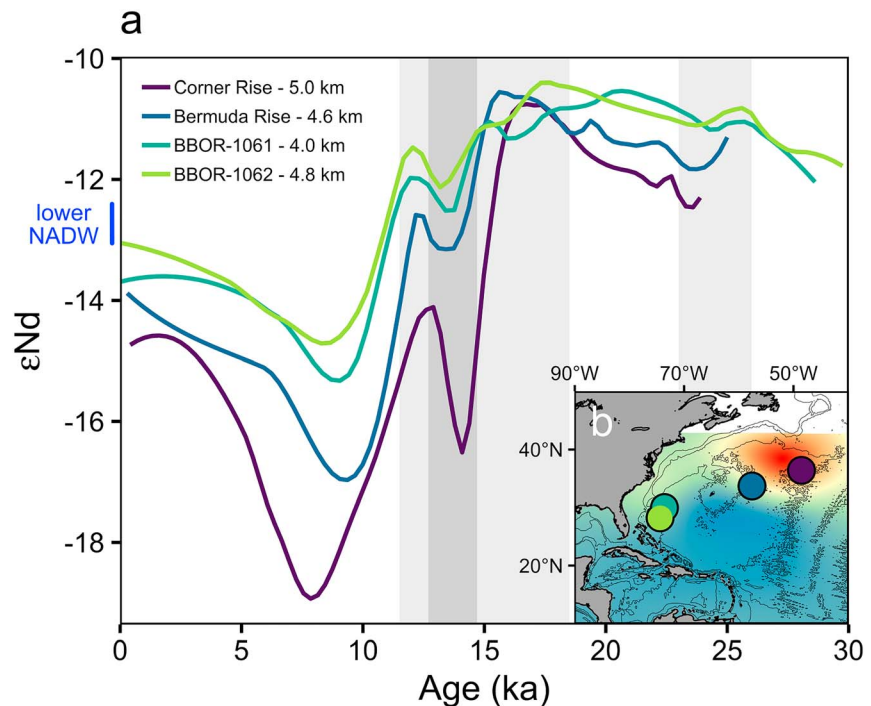 a
-10
Corner Rise - 5.0 km
Bermuda Rise - 4.6 km
BBOR-1061 - 4.0 km
BBOR-1062 - 4.8 km
-12
lower
NADW
-14
εNd
-16
-18
90°W 70°W 50°W
b
40°N
20°N
0 5 10 15 20 25 30
Age (ka)